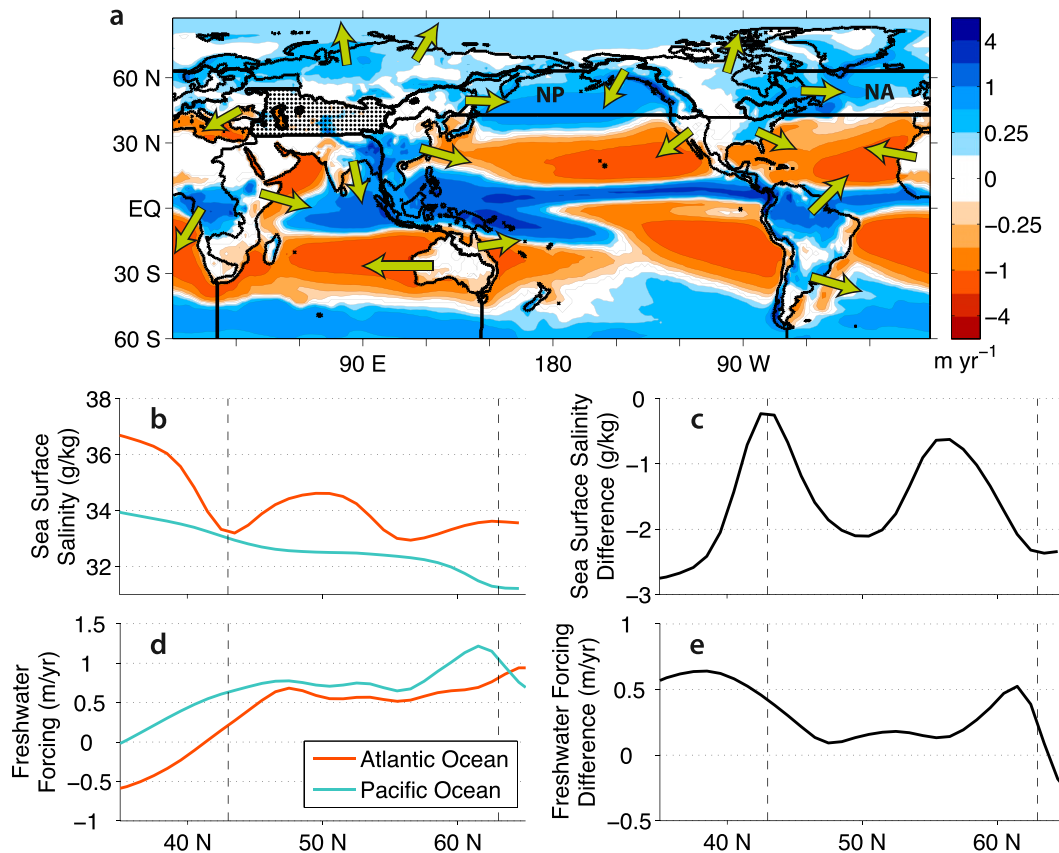 a
60 N
30 N
EQ
30 S
60 S
90 E
180
90 W
NP
NA
4
1
0.25
0
−0.25
−1
−4
m yr−1
b
38
36
34
32
Sea Surface
Salinity (g/kg)
c
0
−1
−2
−3
Sea Surface Salinity
Difference (g/kg)
d
1.5
1
0.5
0
−0.5
−1
Freshwater
Forcing (m/yr)
Atlantic Ocean
Pacific Ocean
40 N
50 N
60 N
e
1
0.5
0
−0.5
Freshwater Forcing
Difference (m/yr)
40 N
50 N
60 N